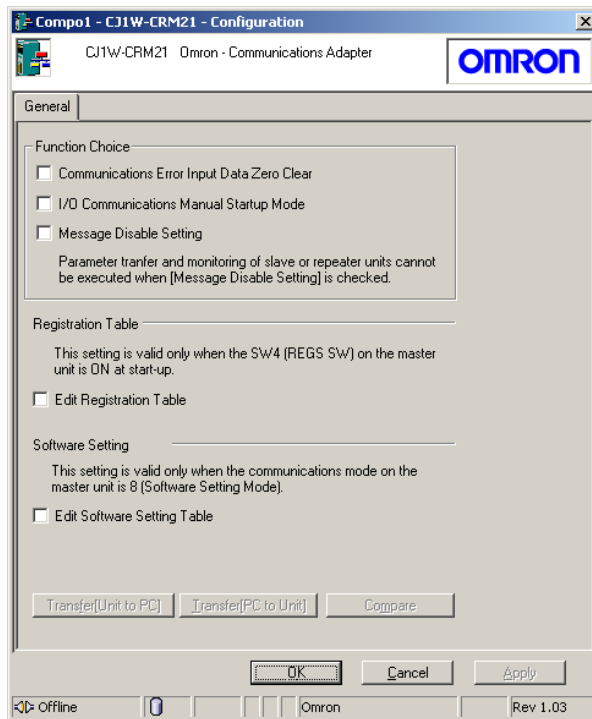 Compo1 - CJ1W-CRM21 - Configuration
CJ1W-CRM21 Omron - Communications Adapter
OMRON
General
Function Choice
Communications Error Input Data Zero Clear
I/O Communications Manual Startup Mode
Message Disable Setting
Parameter tranfer and monitoring of slave or repeater units cannot
be executed when [Message Disable Setting] is checked.
Registration Table
This setting is valid only when the SW4 (REGS SW) on the master
unit is ON at start-up.
Edit Registration Table
Software Setting
This setting is valid only when the communications mode on the
master unit is 8 (Software Setting Mode).
Edit Software Setting Table
Transfer[Unit to PC] Transfer[PC to Unit] Compare
OK Cancel Apply
Offline Omron Rev 1.03